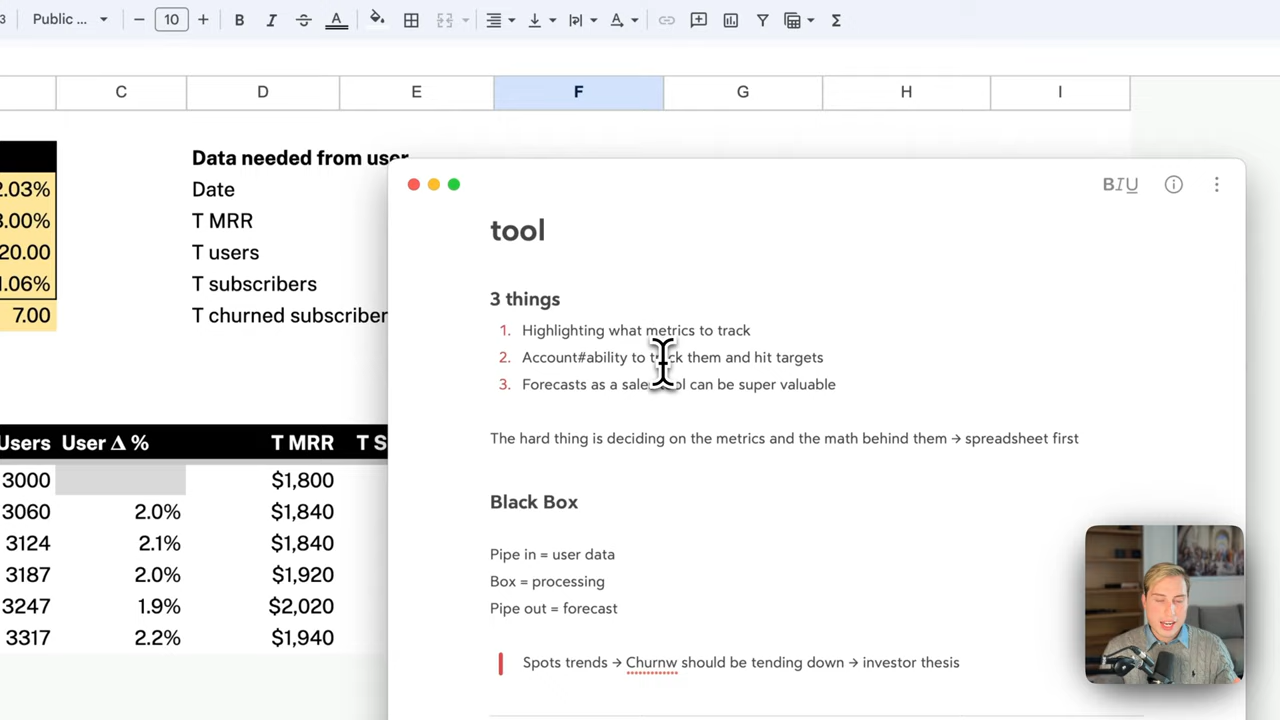 Public ... − 10 + B I S A Σ
C D E F G H I
Data needed from user
2.03% Date
T MRR
20.00 T users
T subscribers
7.00 T churned subscriber
BIU
tool
3 things
1. Highlighting what metrics to track
2. Account#ability to track them and hit targets
3. Forecasts as a sales tool can be super valuable
The hard thing is deciding on the metrics and the math behind them → spreadsheet first
Black Box
Pipe in = user data
Box = processing
Pipe out = forecast
Spots trends → Churnw should be tending down → investor thesis
Users User Δ % T MRR T S
3000 $1,800
3060 2.0% $1,840
3124 2.1% $1,840
3187 2.0% $1,920
3247 1.9% $2,020
3317 2.2% $1,940